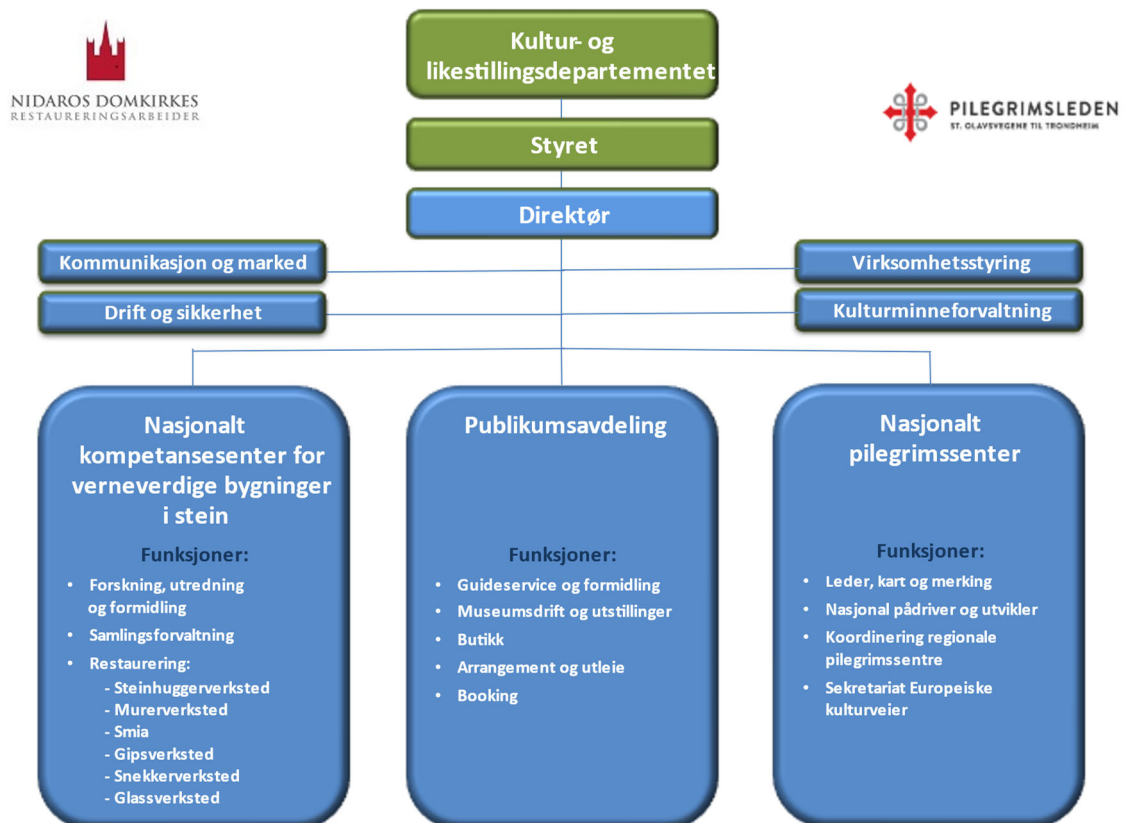 NIDAROS DOMKIRKES
RESTAURERINGSARBEIDER
Kultur- og
likestillingsdepartementet
PILEGRIMSLEDEN
ST. OLAVSVEGENE TIL TRONDHEIM
Styret
Direktør
Kommunikasjon og marked
Virksomhetsstyring
Drift og sikkerhet
Kulturminneforvaltning
Nasjonalt
kompetansesenter for
verneverdige bygninger
i stein
Funksjoner:
• Forskning, utredning
og formidling
• Samlingsforvaltning
• Restaurering:
- Steinhuggerverksted
- Murerverksted
- Smia
- Gipsverksted
- Snekkerverksted
- Glassverksted
Publikumsavdeling
Funksjoner:
• Guideservice og formidling
• Museumsdrift og utstillinger
• Butikk
• Arrangement og utleie
• Booking
Nasjonalt
pilegrimssenter
Funksjoner:
• Leder, kart og merking
• Nasjonal pådriver og utvikler
• Koordinering regionale
pilegrimssentre
• Sekretariat Europeiske
kulturveier